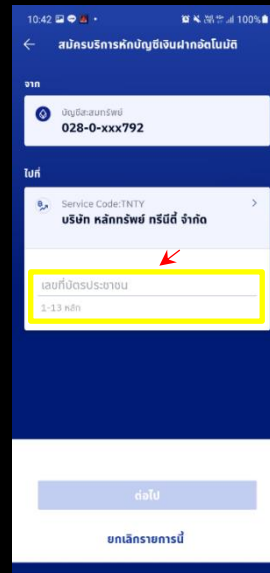 10:42 100%
สมัครบริการหักบัญชีเงินฝากอัตโนมัติ
จาก
บัญชีสะสมทรัพย์
028-0-xxx792
ไปที่
Service Code:TNTY
บริษัท หลักทรัพย์ ทรีนีตี้ จำกัด
เลขที่บัตรประชาชน
1-13 หลัก
ต่อไป
ยกเลิกรายการนี้